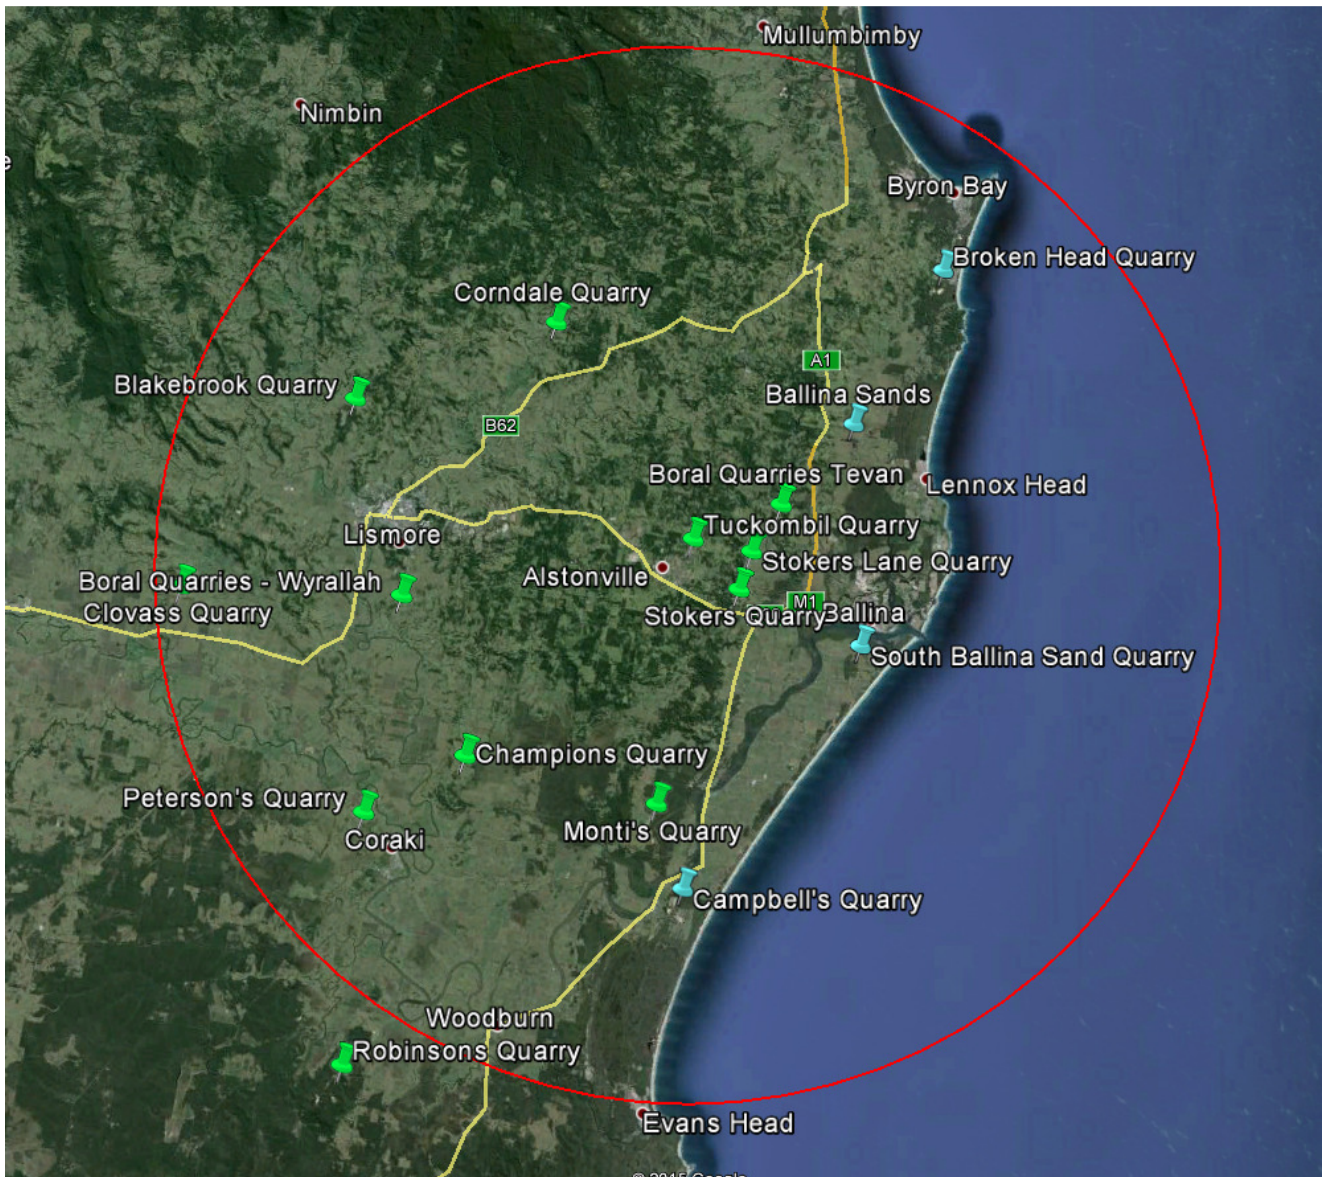 Mullumbimby
Nimbin
e
Byron Bay
Broken Head Quarry
Corndale Quarry
A1
Blakebrook Quarry
Ballina Sands
B62
Boral Quarries Tevan
Lennox Head
Tuckombil Quarry
Lismore
Stokers Lane Quarry
Alstonville
Boral Quarries - Wyrallah
M1
Clovass Quarry
Stokers Quarry
Ballina
South Ballina Sand Quarry
Champions Quarry
Peterson's Quarry
Monti's Quarry
Coraki
Campbell's Quarry
Woodburn
Robinsons Quarry
Evans Head
© 2015 Google